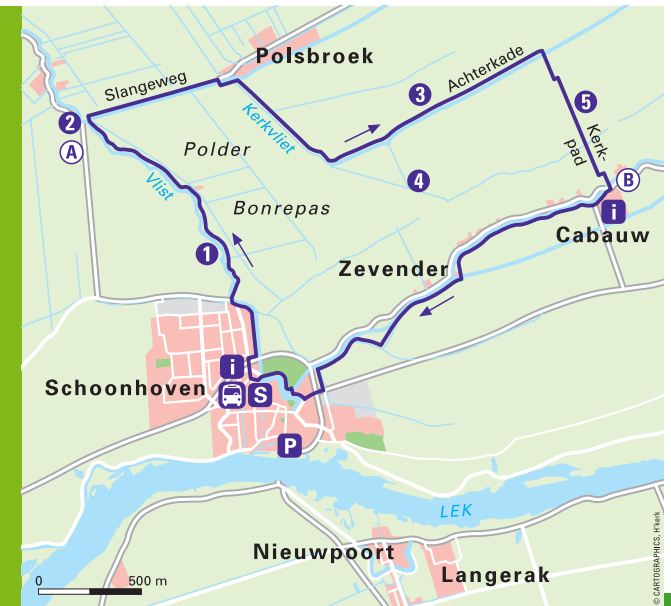 Polsbroek
Slangeweg
Achterkade
3
5
Kerkvliet
2
A
Polder
Kerk-
pad
4
B
Vlist
Bonrepas
i
Cabauw
1
Zevender
i
Schoonhoven
S
P
LEK
Nieuwpoort
Langerak
0 500 m
© CARTOGRAPHICS, H'kerk